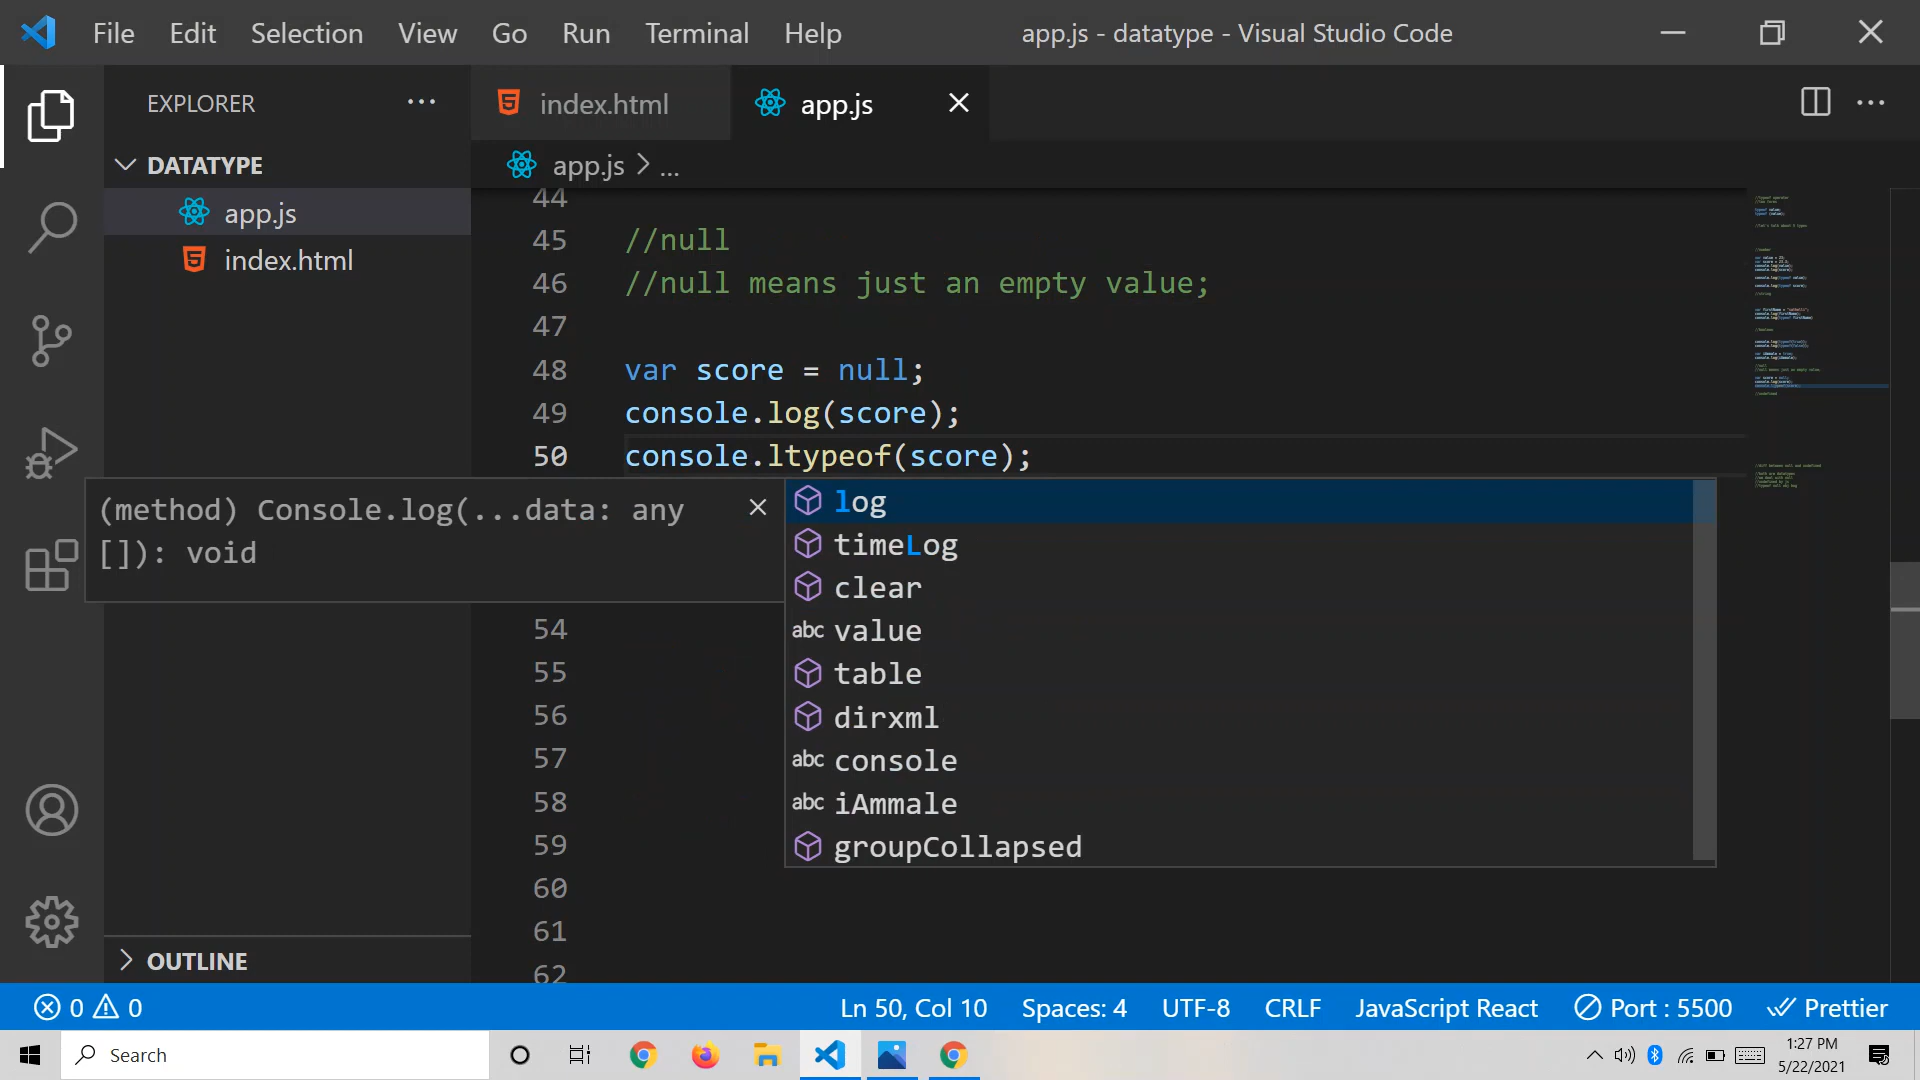 File Edit Selection View Go Run Terminal Help app.js - datatype - Visual Studio Code
EXPLORER ...
index.html app.js
DATATYPE
app.js > ...
app.js
index.html
44
45 //null
46 //null means just an empty value;
47
48 var score = null;
49 console.log(score);
50 console.ltypeof(score);
(method) Console.log(...data: any
[]): void
log
timeLog
clear
value
table
dirxml
console
iAmmale
groupCollapsed
abc
abc
abc
54
55
56
57
58
59
60
61
62
OUTLINE
0 0 Ln 50, Col 10 Spaces: 4 UTF-8 CRLF JavaScript React Port : 5500 Prettier
Search
1:27 PM
5/22/2021